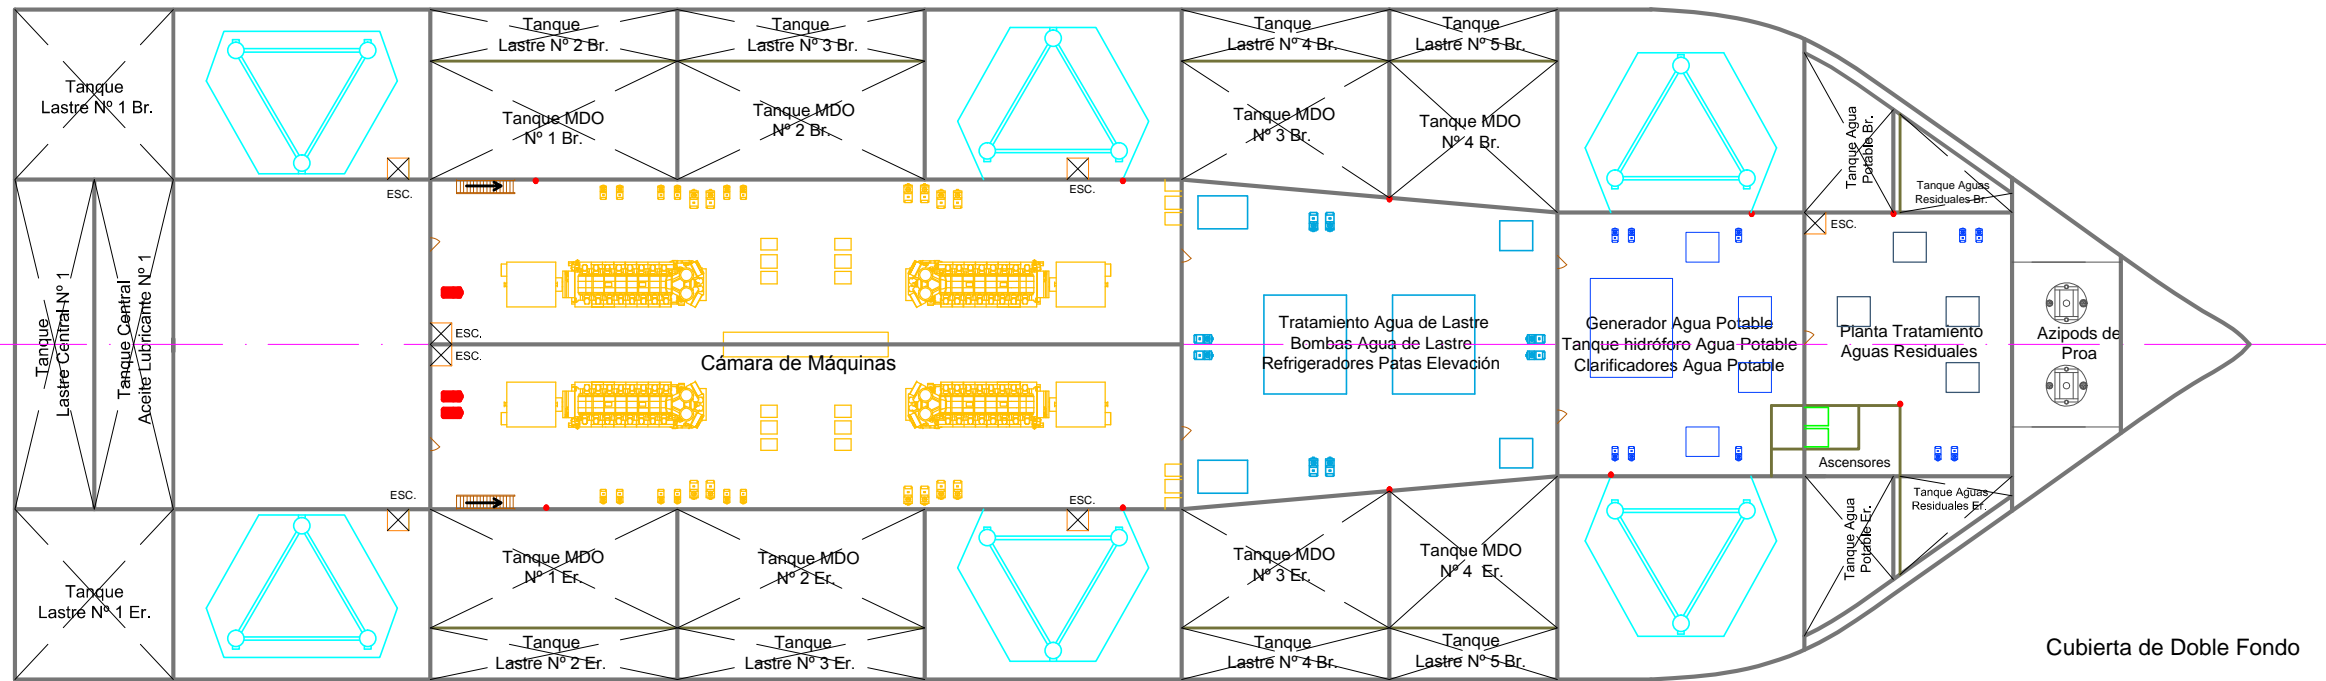 Tanque
Lastre Nº 2 Br.
Tanque
Lastre Nº 3 Br.
Tanque
Lastre Nº 4 Br.
Tanque
Lastre Nº 5 Br.
Tanque
Lastre Nº 1 Br.
Tanque MDO
Nº 1 Br.
Tanque MDO
Nº 2 Br.
Tanque MDO
Nº 3 Br.
Tanque MDO
Nº 4 Br.
Tanque Agua
Potable Br.
Tanque Aguas
Residuales Br.
ESC.
ESC.
ESC.
Tanque
Lastre Central Nº 1
Tanque Central
Aceite Lubricante Nº 1
ESC.
ESC.
Cámara de Máquinas
Tratamiento Agua de Lastre
Bombas Agua de Lastre
Refrigeradores Patas Elevación
Generador Agua Potable
Tanque hidróforo Agua Potable
Clarificadores Agua Potable
Planta Tratamiento
Aguas Residuales
Azipods de
Proa
Ascensores
ESC.
ESC.
Tanque Aguas
Residuales Er.
Tanque Agua
Potable Er.
Tanque MDO
Nº 1 Er.
Tanque MDO
Nº 2 Er.
Tanque MDO
Nº 3 Er.
Tanque MDO
Nº 4 Er.
Tanque
Lastre Nº 1 Er.
Tanque
Lastre Nº 2 Er.
Tanque
Lastre Nº 3 Er.
Tanque
Lastre Nº 4 Br.
Tanque
Lastre Nº 5 Br.
Cubierta de Doble Fondo